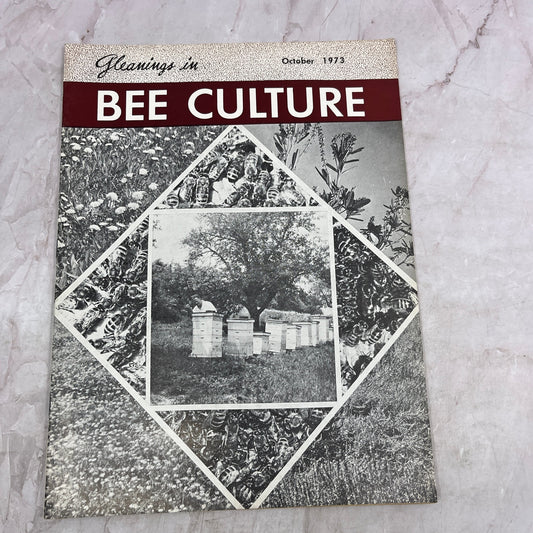 Gleanings in
October 1973
BEE CULTURE